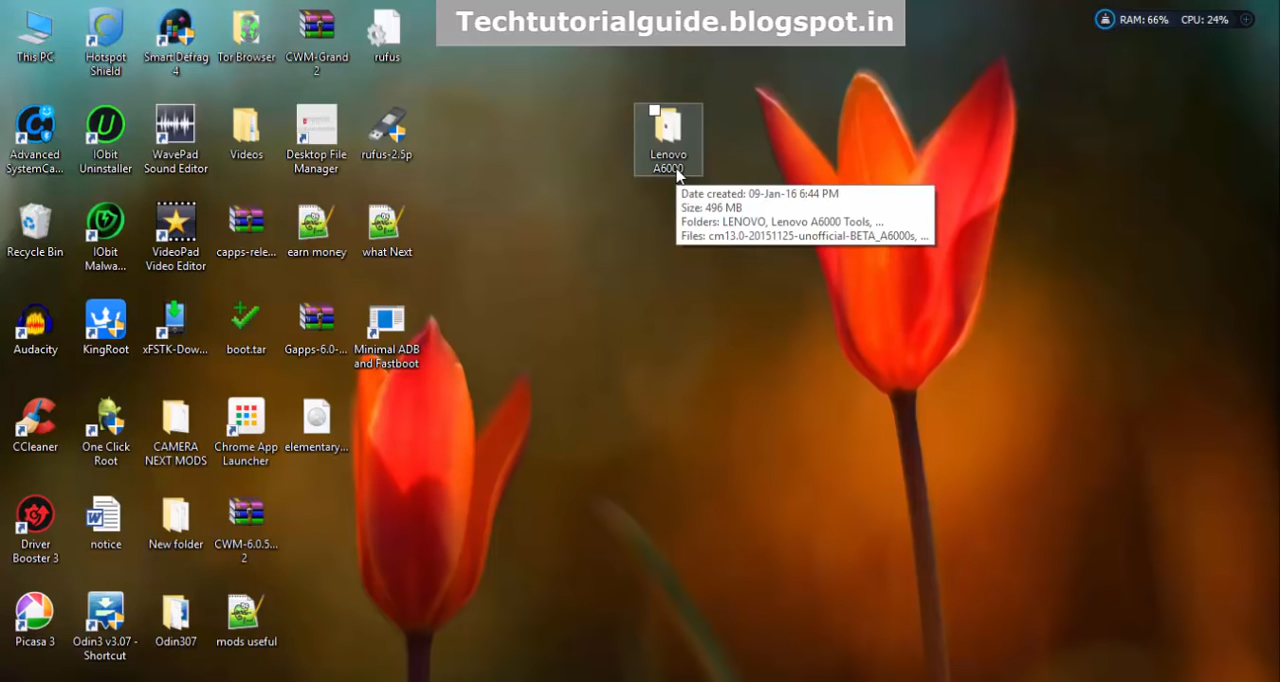 Techtutorialguide.blogspot.in
RAM: 66% CPU: 24%
This PC
Hotspot
Shield
Smart Defrag
4
Tor Browser
CWM-Grand
2
rufus
Advanced
SystemCa...
IObit
Uninstaller
WavePad
Sound Editor
Videos
Desktop File
Manager
rufus-2.5p
Lenovo
A6000
Date created: 09-Jan-16 6:44 PM
Size: 496 MB
Folders: LENOVO, Lenovo A6000 Tools, ...
Files: cm13.0-20151125-unofficial-BETA_A6000s, ...
Recycle Bin
IObit
Malwa...
VideoPad
Video Editor
capps-rele...
earn money
what Next
Audacity
KingRoot
xFSTK-Dow...
boot.tar
Gapps-6.0-...
Minimal ADB
and Fastboot
CCleaner
One Click
Root
CAMERA
NEXT MODS
Chrome App
Launcher
elementary...
Driver
Booster 3
notice
New folder
CWM-6.0.5...
2
Picasa 3
Odin3 v3.07 -
Shortcut
Odin307
mods useful